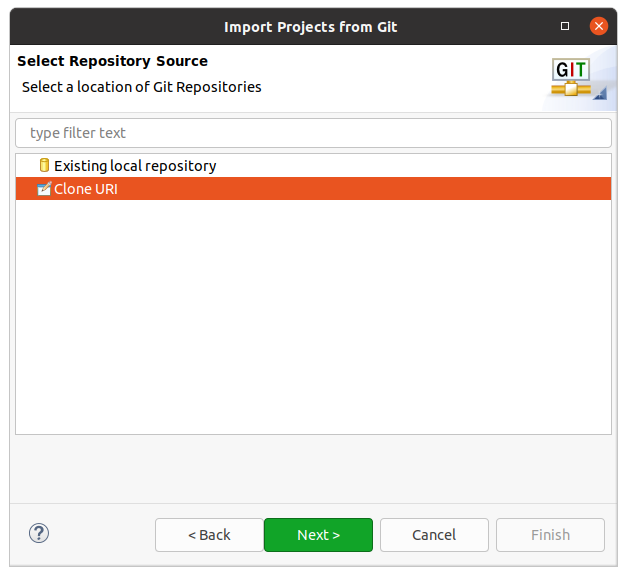 Import Projects from Git
Select Repository Source
Select a location of Git Repositories
GIT
type filter text
Existing local repository
Clone URI
?
< Back
Next >
Cancel
Finish